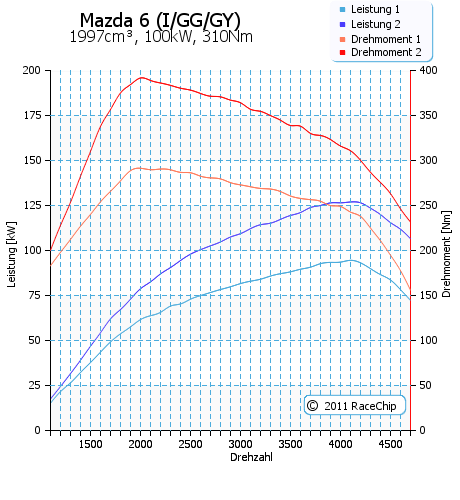 Mazda 6 (I/GG/GY)
1997cm³, 100kW, 310Nm
Leistung 1
Leistung 2
Drehmoment 1
Drehmoment 2
200
175
150
125
100
75
50
25
0
Leistung [kW]
400
350
300
250
200
150
100
50
0
Drehmoment [Nm]
1500 2000 2500 3000 3500 4000 4500
Drehzahl
© 2011 RaceChip